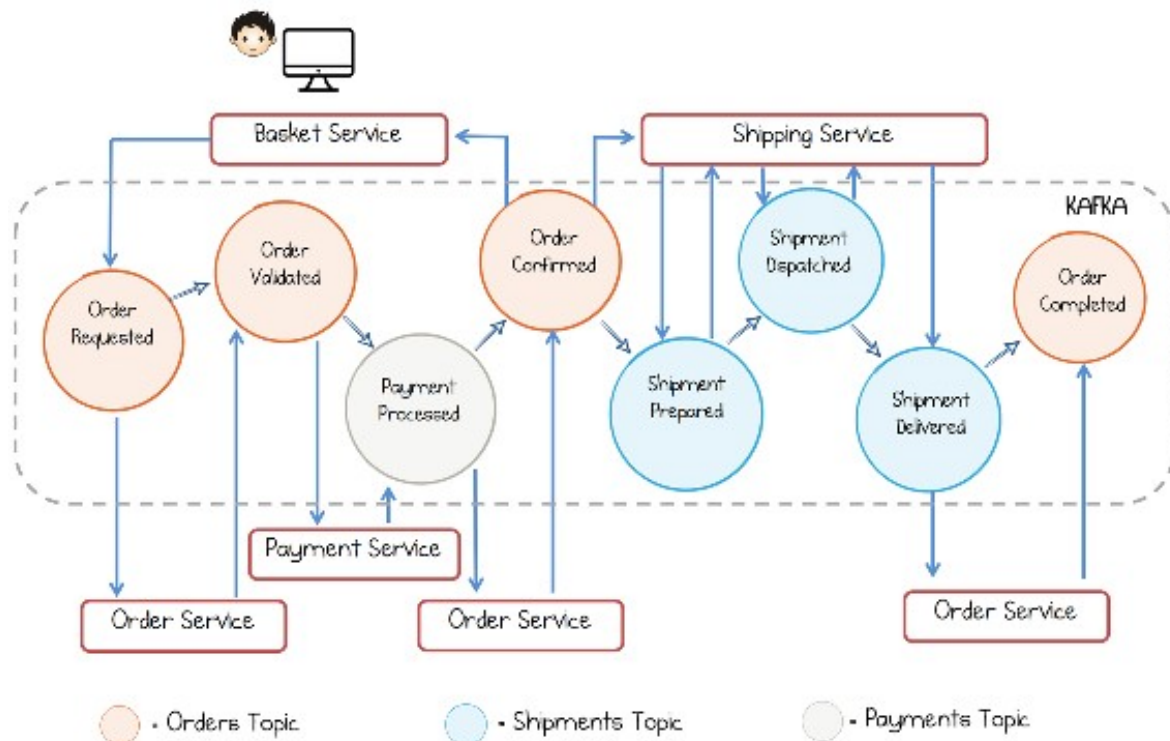 Basket Service
Shipping Service
KAFKA
Order
Requested
Order
Validated
Payment
Processed
Order
Confirmed
Shipment
Prepared
Shipment
Dispatched
Shipment
Delivered
Order
Completed
Payment Service
Order Service
Order Service
Order Service
- Orders Topic
- Shipments Topic
- Payments Topic